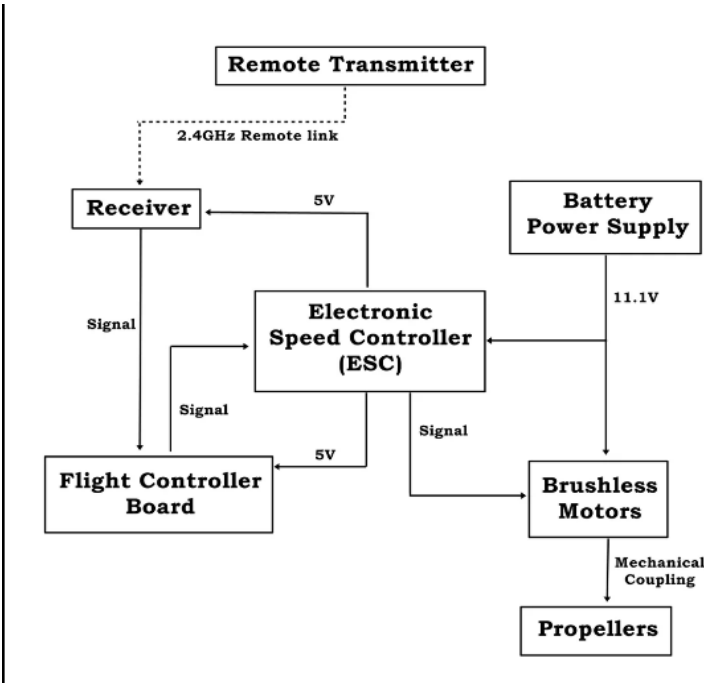 Remote Transmitter
2.4GHz Remote link
Receiver
5V
Battery
Power Supply
11.1V
Electronic
Speed Controller
(ESC)
Signal
Signal
Signal
5V
Flight Controller
Board
Brushless
Motors
Mechanical
Coupling
Propellers